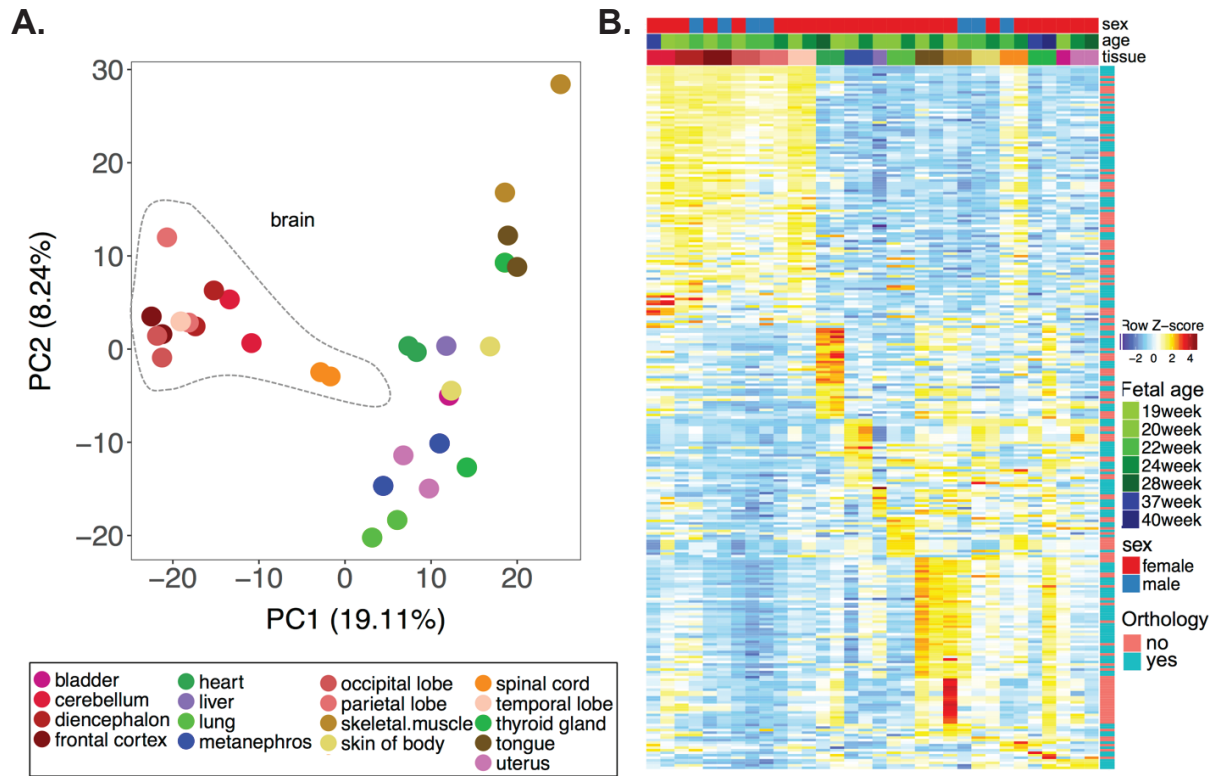 A.
30
20
10
0
−10
−20
PC2 (8.24%)
brain
−20
−10
0
10
20
PC1 (19.11%)
bladder
cerebellum
diencephalon
frontal cortex
heart
liver
lung
metanephros
occipital lobe
parietal lobe
skeletal.muscle
skin of body
spinal cord
temporal lobe
thyroid gland
tongue
uterus
B.
sex
age
tissue
Row Z−score
−2 0 2 4
Fetal age
19week
20week
22week
24week
28week
37week
40week
sex
female
male
Orthology
no
yes